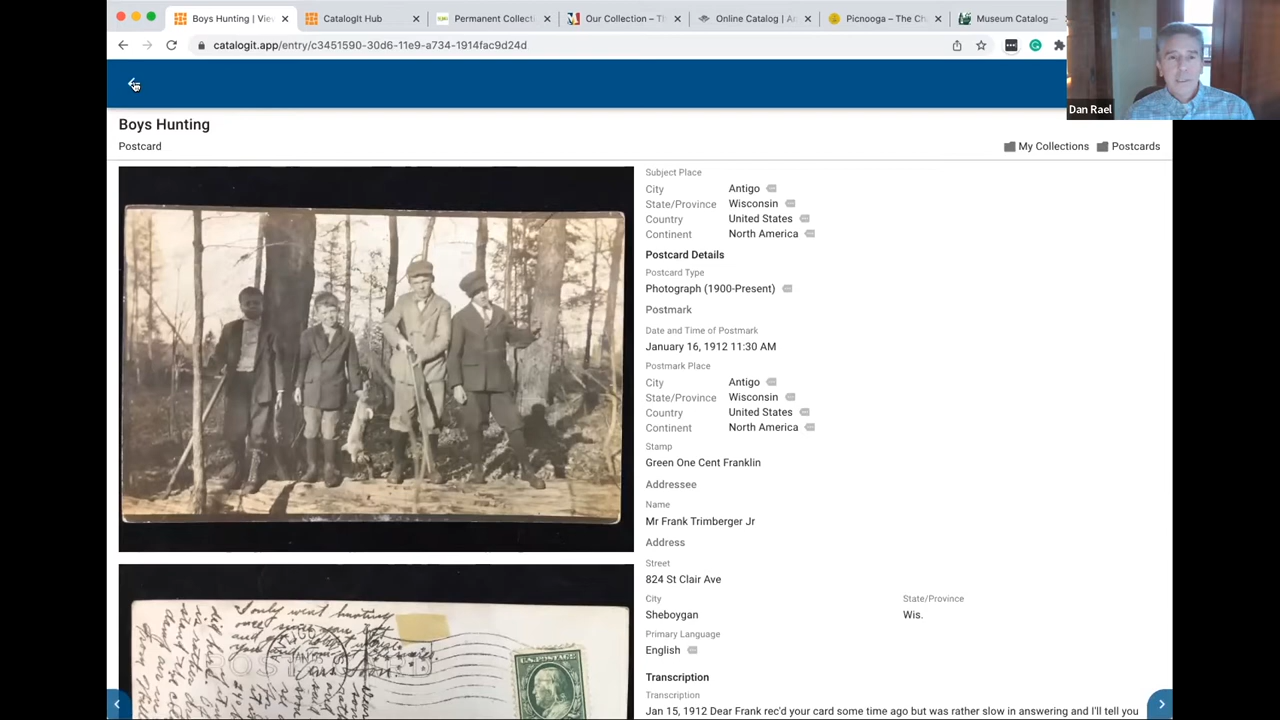 Boys Hunting | Vie
CatalogIt Hub
Permanent Collect
Our Collection – Th
Online Catalog | A
Picnooga – The Ch
Museum Catalog –
catalogit.app/entry/c3451590-30d6-11e9-a734-1914fac9d24d
Dan Rael
Boys Hunting
Postcard
My Collections
Postcards
Subject Place
City Antigo
State/Province Wisconsin
Country United States
Continent North America
Postcard Details
Postcard Type
Photograph (1900-Present)
Postmark
Date and Time of Postmark
January 16, 1912 11:30 AM
Postmark Place
City Antigo
State/Province Wisconsin
Country United States
Continent North America
Stamp
Green One Cent Franklin
Addressee
Name
Mr Frank Trimberger Jr
Address
Street
824 St Clair Ave
City State/Province
Sheboygan Wis.
Primary Language
English
Transcription
Transcription
Jan 15, 1912 Dear Frank rec'd your card some time ago but was rather slow in answering and I'll tell you
I only went hunting
U.S. POSTAGE